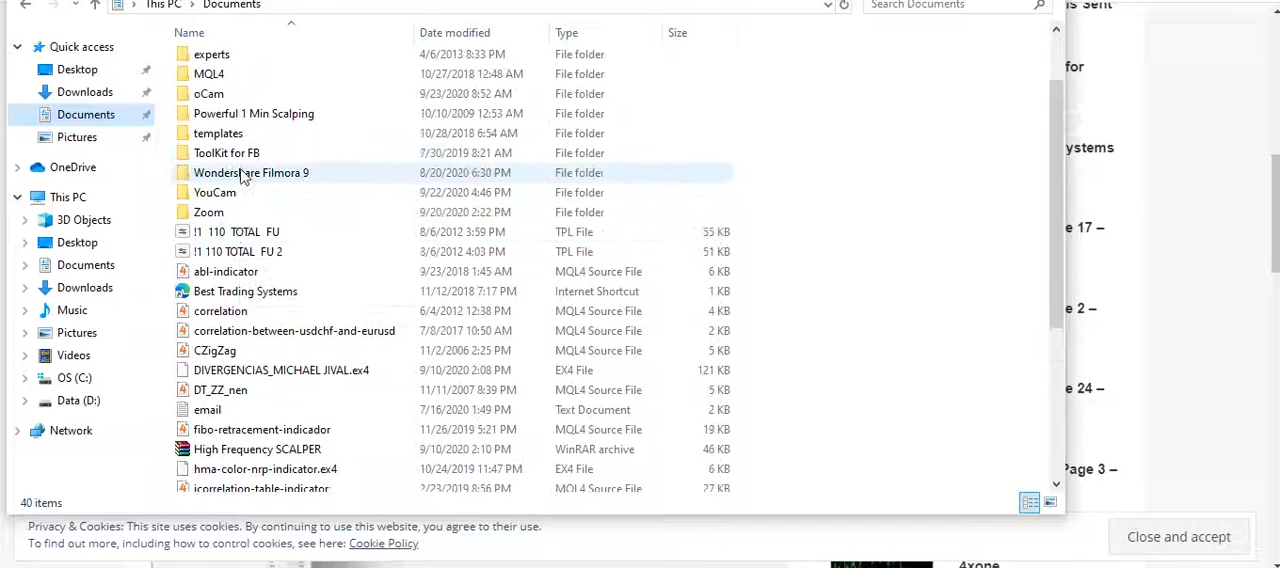 This PC > Documents
Search Documents
Name Date modified Type Size
Quick access
Desktop
Downloads
Documents
Pictures
OneDrive
This PC
3D Objects
Desktop
Documents
Downloads
Music
Pictures
Videos
OS (C:)
Data (D:)
Network
experts 4/6/2013 8:33 PM File folder
MQL4 10/27/2018 12:48 AM File folder
oCam 9/23/2020 8:52 AM File folder
Powerful 1 Min Scalping 10/10/2009 12:53 AM File folder
templates 10/28/2018 6:54 AM File folder
ToolKit for FB 7/30/2019 8:21 AM File folder
Wondershare Filmora 9 8/20/2020 6:30 PM File folder
YouCam 9/22/2020 4:46 PM File folder
Zoom 9/20/2020 2:22 PM File folder
!1 110 TOTAL FU 8/6/2012 3:59 PM TPL File 55 KB
!1 110 TOTAL FU 2 8/6/2012 4:03 PM TPL File 51 KB
abl-indicator 9/23/2018 1:45 AM MQL4 Source File 6 KB
Best Trading Systems 11/12/2018 7:17 PM Internet Shortcut 1 KB
correlation 6/4/2012 12:38 PM MQL4 Source File 4 KB
correlation-between-usdchf-and-eurusd 7/8/2017 10:50 AM MQL4 Source File 2 KB
CZigZag 11/2/2006 2:25 PM MQL4 Source File 5 KB
DIVERGENCIAS_MICHAEL JIVAL.ex4 9/10/2020 2:08 PM EX4 File 121 KB
DT_ZZ_nen 11/11/2007 8:39 PM MQL4 Source File 5 KB
email 7/16/2020 1:49 PM Text Document 2 KB
fibo-retracement-indicador 11/26/2019 5:21 PM MQL4 Source File 19 KB
High Frequency SCALPER 9/10/2020 2:10 PM WinRAR archive 46 KB
hma-color-nrp-indicator.ex4 10/24/2019 11:47 PM EX4 File 6 KB
icorrelation-table-indicator 2/23/2019 8:56 PM MQL4 Source File 27 KB
40 items
is Sent
for
ystems
e 17 –
e 2 –
e 24 –
Page 3 –
Privacy & Cookies: This site uses cookies. By continuing to use this website, you agree to their use.
To find out more, including how to control cookies, see here: Cookie Policy
Close and accept
4xone